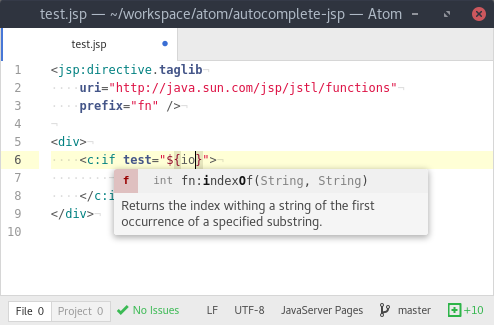 test.jsp — ~/workspace/atom/autocomplete-jsp — Atom
test.jsp
1 <jsp:directive.taglib
2 uri="http://java.sun.com/jsp/jstl/functions"
3 prefix="fn" />
4
5 <div>
6 <c:if test="${io}">
7
8 </c:i
9 </div>
10
f int fn:indexOf(String, String)
Returns the index withing a string of the first
occurrence of a specified substring.
File 0 Project 0 No Issues LF UTF-8 JavaServer Pages master +10